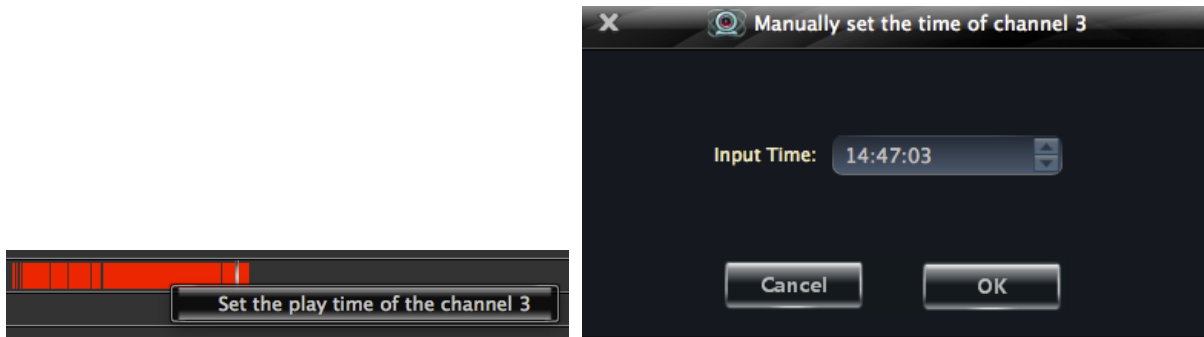 Set the play time of the channel 3
Manually set the time of channel 3
Input Time: 14:47:03
Cancel OK